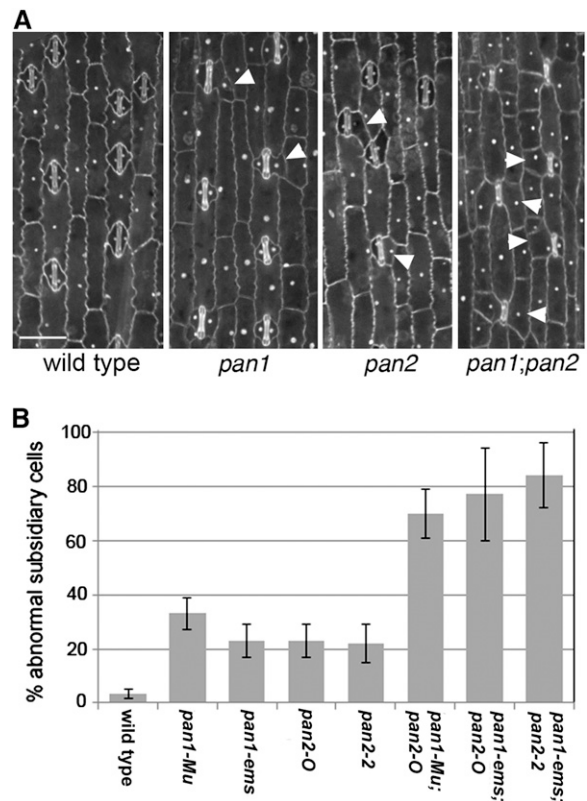 A
wild type
pan1
pan2
pan1;pan2
B
% abnormal subsidiary cells
100
80
60
40
20
0
wild type
pan1-Mu
pan1-ems
pan2-O
pan2-2
pan1-Mu;
pan2-O
pan1-ems;
pan2-O
pan1-ems;
pan2-2